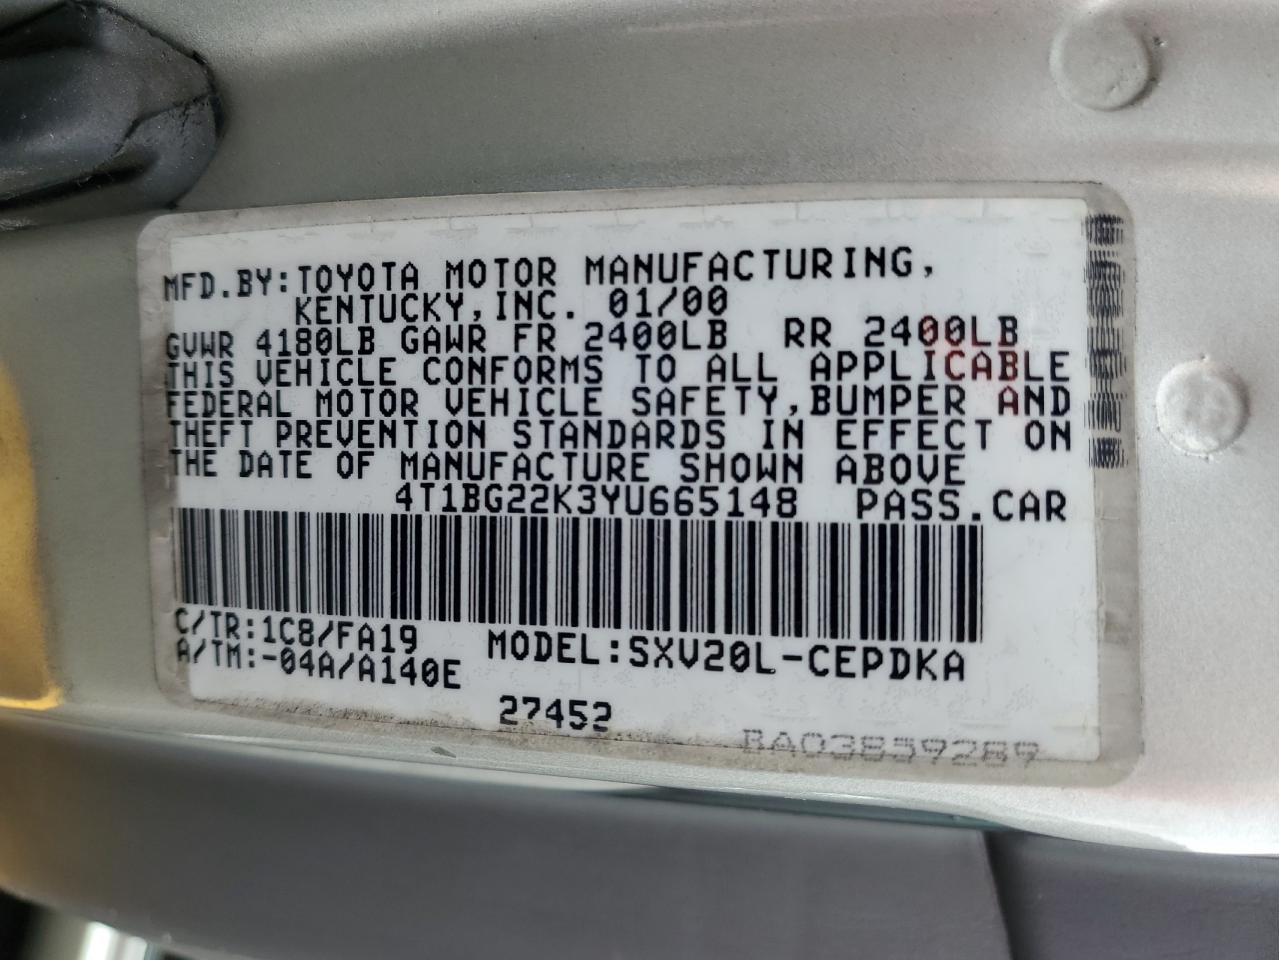 MFD.BY:TOYOTA MOTOR MANUFACTURING,
KENTUCKY,INC. 01/00
GVWR 4180LB GAWR FR 2400LB RR 2400LB
THIS VEHICLE CONFORMS TO ALL APPLICABLE
FEDERAL MOTOR VEHICLE SAFETY,BUMPER AND
THEFT PREVENTION STANDARDS IN EFFECT ON
THE DATE OF MANUFACTURE SHOWN ABOVE
4T1BG22K3YU665148 PASS.CAR
C/TR:1C8/FA19 MODEL:SXV20L-CEPDKA
A/TM:-04A/A140E
27452
BA03859289